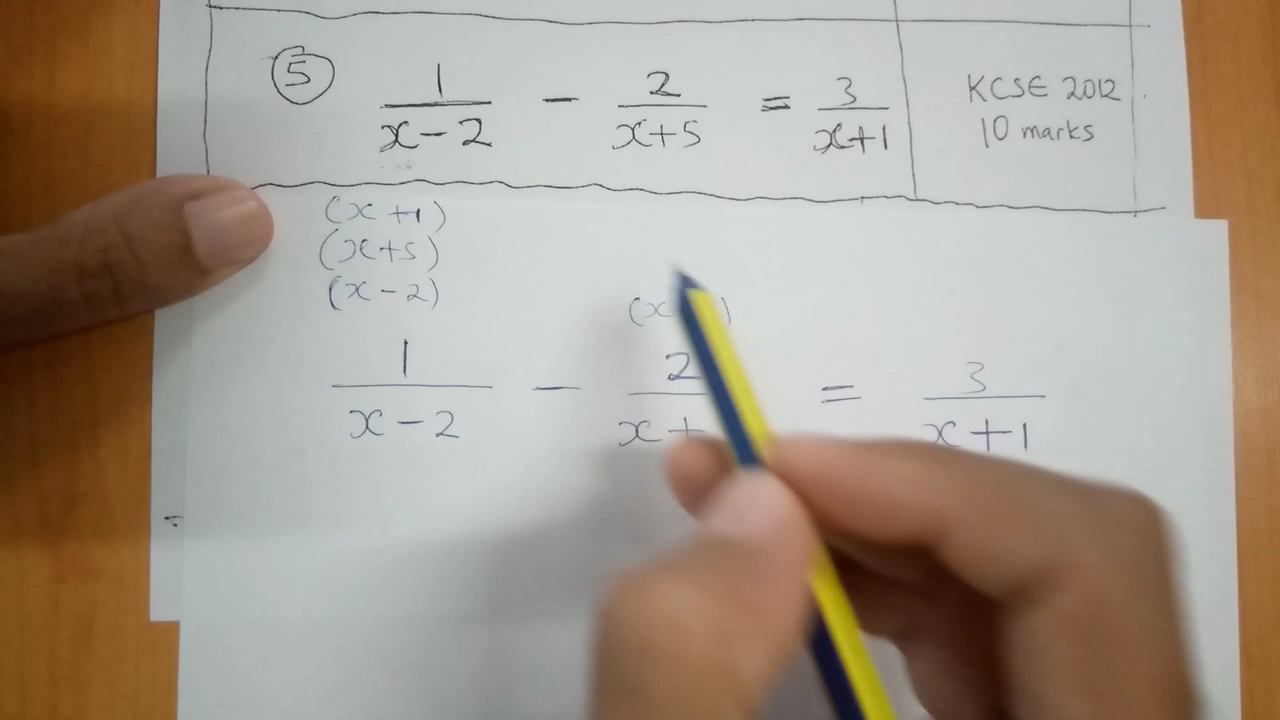 5 1/(x-2) - 2/(x+5) = 3/(x+1)
KCSE 2012
10 marks
(x+1)
(x+5)
(x-2)
1/(x-2) - 2/(x+ = 3/(x+1)